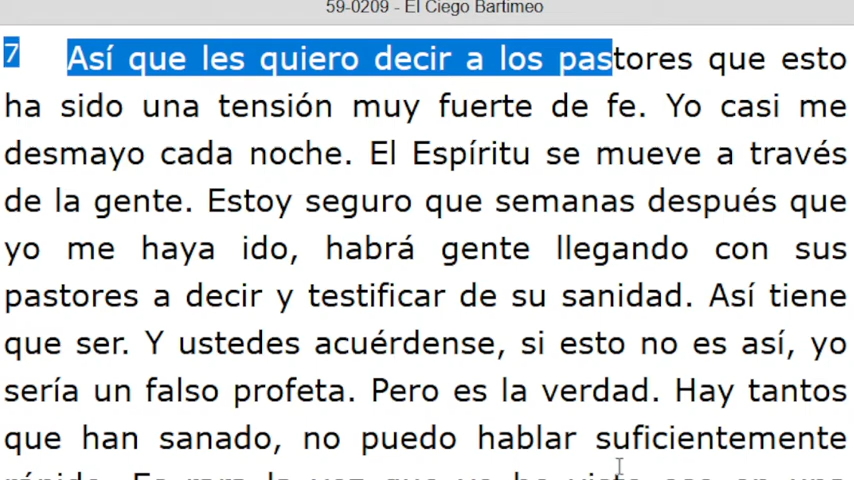 59-0209 - El Ciego Bartimeo
7 Así que les quiero decir a los pastores que esto
ha sido una tensión muy fuerte de fe. Yo casi me
desmayo cada noche. El Espíritu se mueve a través
de la gente. Estoy seguro que semanas después que
yo me haya ido, habrá gente llegando con sus
pastores a decir y testificar de su sanidad. Así tiene
que ser. Y ustedes acuérdense, si esto no es así, yo
sería un falso profeta. Pero es la verdad. Hay tantos
que han sanado, no puedo hablar suficientemente